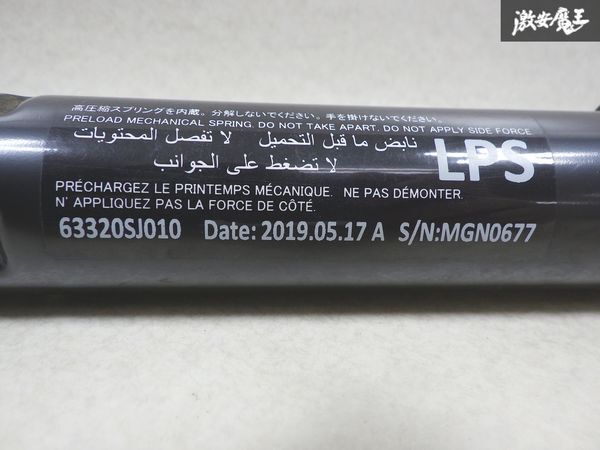 激安魔王
高圧縮スプリングを内蔵。分解しないでください。手を掛けないでください。
PRELOAD MECHANICAL SPRING. DO NOT TAKE APART. DO NOT APPLY SIDE FORCE
نابض ما قبل التحميل لا تفصل المحتويات
لا تضغط على الجوانب
LPS
PRÉCHARGEZ LE PRINTEMPS MÉCANIQUE. NE PAS DÉMONTER.
N' APPLIQUEZ PAS LA FORCE DE CÔTÉ.
63320SJ010 Date: 2019.05.17 A S/N:MGN0677